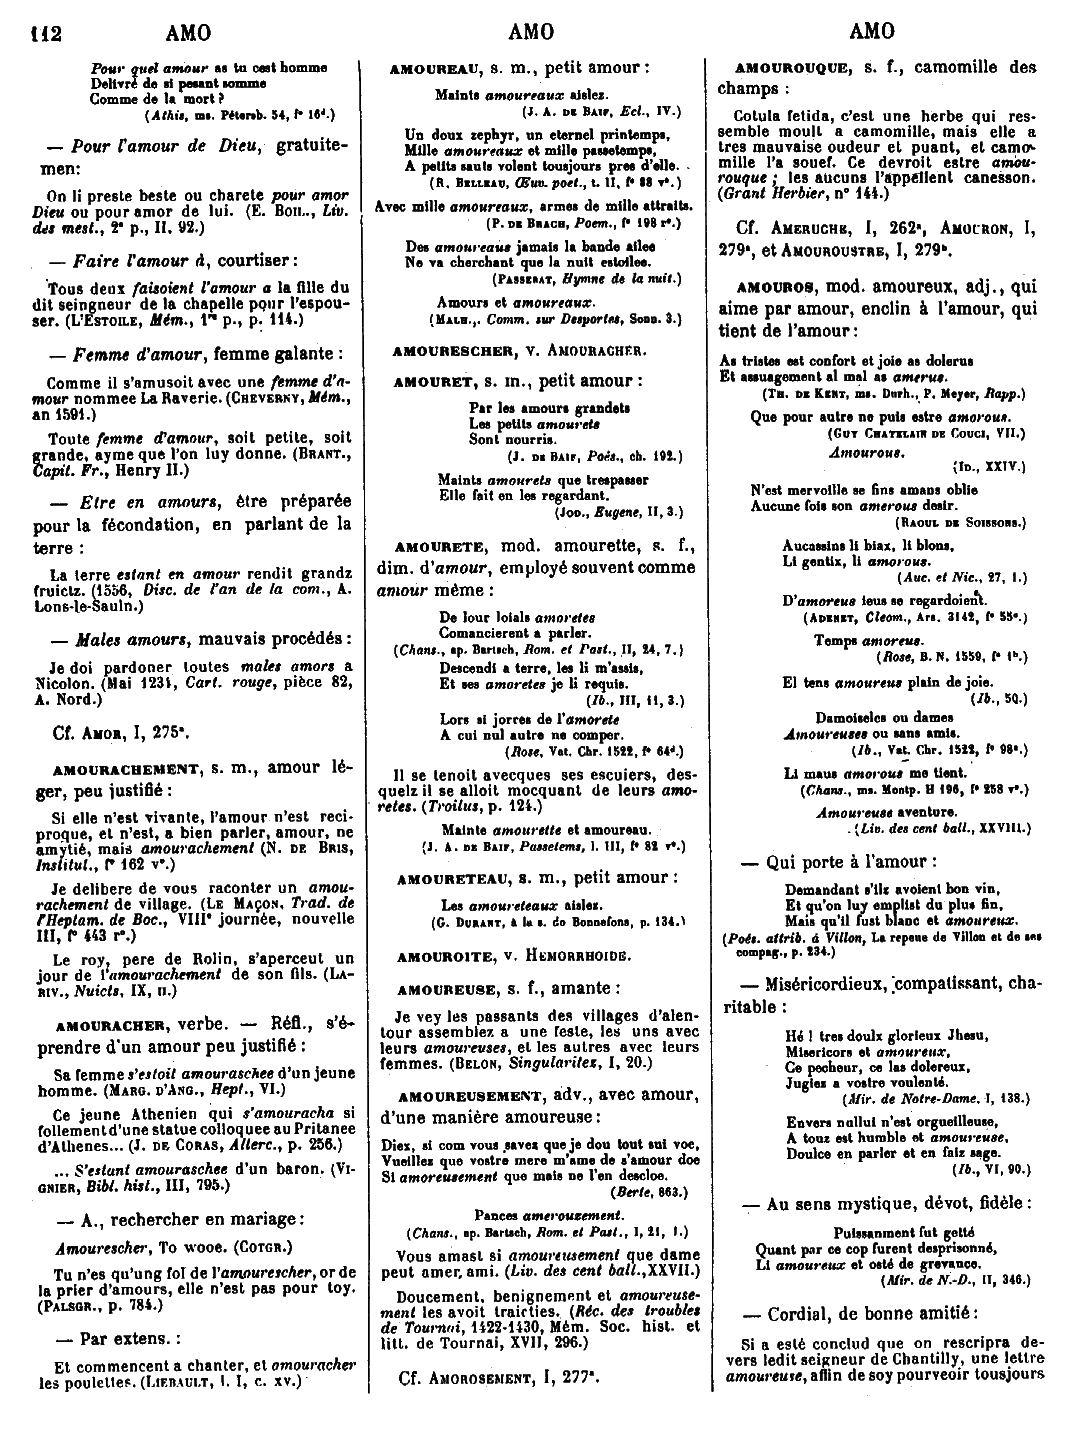 112 AMO AMO AMO
Pour quel amour as tu cest homme
Delivré de si pesant somme
Comme de la mort?
(Athis, ms. Pétersb. 54, f° 16ᵈ.)
— Pour l'amour de Dieu, gratuite-
men:
On li preste beste ou charete pour amor
Dieu ou pour amor de lui. (E. BOIL., Liv.
des mest., 2ᵉ p., II, 92.)
— Faire l'amour à, courtiser:
Tous deux faisoient l'amour a la fille du
dit seingneur de la chapelle pour l'espou-
ser. (L'ESTOILE, Mém., 1ʳᵉ p., p. 114.)
— Femme d'amour, femme galante:
Comme il s'amusoit avec une femme d'a-
mour nommee La Raverie. (CHEVERNY, Mém.,
an 1591.)
Toute femme d'amour, soit petite, soit
grande, ayme que l'on luy donne. (BRANT.,
Capit. Fr., Henry II.)
— Etre en amours, être préparée
pour la fécondation, en parlant de la
terre:
La terre estant en amour rendit grandz
fruictz. (1556, Disc. de l'an de la com., A.
Lons-le-Sauln.)
— Males amours, mauvais procédés:
Je doi pardoner toutes males amors a
Nicolon. (Mai 1231, Cart. rouge, pièce 82,
A. Nord.)
Cf. AMOR, I, 275ᵃ.
AMOURACHEMENT, s. m., amour lé-
ger, peu justifié:
Si elle n'est vivante, l'amour n'est reci-
proque, et n'est, a bien parler, amour, ne
amytié, mais amourachement (N. DE BRIS,
Institut., f° 162 v°.)
Je delibere de vous raconter un amou-
rachement de village. (LE MAÇON, Trad. de
l'Heptam. de Boc., VIIIᵉ journée, nouvelle
III, f° 443 r°.)
Le roy, pere de Rolin, s'aperceut un
jour de l'amourachement de son fils. (LA-
RIV., Nuicts, IX, II.)
AMOURACHER, verbe. — Réfl., s'é-
prendre d'un amour peu justifié:
Sa femme s'estoit amouraschee d'un jeune
homme. (MARG. D'ANG., Hept., VI.)
Ce jeune Athenien qui s'amouracha si
follement d'une statue colloquee au Pritanee
d'Athenes... (J. DE CORAS, Alterc., p. 256.)
... S'estant amouraschee d'un baron. (VI-
GNIER, Bibl. hist., III, 795.)
— A., rechercher en mariage:
Amourescher, To wooe. (COTGR.)
Tu n'es qu'ung fol de l'amourescher, or de
la prier d'amours, elle n'est pas pour toy.
(PALSGR., p. 784.)
— Par extens.:
Et commencent a chanter, et amouracher
les poulettes. (LIEBAULT, l. I, c. XV.)
AMOUREAU, s. m., petit amour:
Maints amoureaux aislez.
(J. A. DE BAIF, Ecl., IV.)
Un doux zephyr, un eternel printemps,
Mille amoureaux et mille passetemps,
A petits sauts volent tousjours pres d'elle.
(R. BELLEAU, Œuv. poet., t. II, f° 88 v°.)
Avec mille amoureaux, armes de mille attraits.
(P. DE BRACH, Poem., f° 198 r°.)
Des amoureaus jamais la bande ailee
Ne va cherchant que la nuit estoilee.
(PASSERAT, Hymne de la nuit.)
Amours et amoureaux.
(MALH., Comm. sur Desportes, Sonn. 3.)
AMOURESCHER, v. AMOURACHER.
AMOURET, s. m., petit amour:
Par les amours grandets
Les petits amourets
Sont nourris.
(J. DE BAIF, Poés., ch. 192.)
Maints amourets que trespasser
Elle fait en les regardant.
(JOD., Eugene, II, 3.)
AMOURETE, mod. amourette, s. f.,
dim. d'amour, employé souvent comme
amour même:
De lour loials amoretes
Comancierent a parler.
(Chans., ap. Bartsch, Rom. et Past., II, 24, 7.)
Descendi a terre, les li m'assis,
Et ses amoretes je li requis.
(Ib., III, 11, 3.)
Lors si jorres de l'amorete
A cui nul autre ne comper.
(Rose, Vat. Chr. 1522, f° 64ᵈ.)
Il se tenoit avecques ses escuiers, des-
quelz il se alloit mocquant de leurs amo-
retes. (Troilus, p. 124.)
Mainte amourette et amoureau.
(J. A. DE BAIF, Passetems, l. III, f° 82 r°.)
AMOURETEAU, s. m., petit amour:
Les amoureteaux aislez.
(G. DURANT, à la s. do Bonnefons, p. 134.)
AMOUROITE, v. HEMORRHOIDE.
AMOUREUSE, s. f., amante:
Je vey les passants des villages d'alen-
tour assemblez a une feste, les uns avec
leurs amoureuses, et les autres avec leurs
femmes. (BELON, Singularitez, I, 20.)
AMOUREUSEMENT, adv., avec amour,
d'une manière amoureuse:
Diex, si com vous savez que je dou tout sui voe,
Vueillez que vostre mere m'ame de s'amour doe
Si amoreusement que mais ne l'en descloe.
(Berte, 863.)
Pances amerousement.
(Chans., ap. Bartsch, Rom. et Past., I, 21, 1.)
Vous amast si amoureusement que dame
peut amer, ami. (Liv. des cent ball., XXVII.)
Doucement, benignement et amoureuse-
ment les avoit traicties. (Réc. des troubles
de Tournai, 1422-1430, Mém. Soc. hist. et
litt. de Tournai, XVII, 296.)
Cf. AMOROSEMENT, I, 277ᵃ.
AMOUROUQUE, s. f., camomille des
champs:
Cotula fetida, c'est une herbe qui res-
semble moult a camomille, mais elle a
tres mauvaise oudeur et puant, et camo-
mille l'a souef. Ce devroit estre amou-
rouque; les aucuns l'appellent canesson.
(Grant Herbier, n° 144.)
Cf. AMERUCHE, I, 262ᵃ, AMOCRON, I,
279ᵃ, et AMOUROUSTRE, I, 279ᵇ.
AMOUROS, mod. amoureux, adj., qui
aime par amour, enclin à l'amour, qui
tient de l'amour:
As tristes est confort et joie as dolerus
Et assuagement al mal as amerus.
(TH. DE KENT, ms. Durh., P. Meyer, Rapp.)
Que pour autre ne puis estre amorous.
(GUY CHATELAIN DE COUCI, VII.)
Amourous.
(ID., XXIV.)
N'est mervoille se fins amans oblie
Aucune fois son amerous desir.
(RAOUL DE SOISSONS.)
Aucassins li biax, li blons,
Li gentix, li amorous.
(Auc. et Nic., 27, 1.)
D'amoreus ieus se regardoient.
(ADENET, Cleom., Ars. 3142, f° 55ᵉ.)
Temps amoreus.
(Rose, B. N. 1559, f° 1ᵇ.)
El tens amoureus plain de joie.
(Ib., 50.)
Damoiseles ou dames
Amoureuses ou sans amis.
(Ib., Vat. Chr. 1522, f° 98ᵃ.)
Li maus amorous me tient.
(Chans., ms. Montp. H 196, f° 258 v°.)
Amoureuse aventure.
(Liv. des cent ball., XXVIII.)
— Qui porte à l'amour:
Demandant s'ilz avoient bon vin,
Et qu'on luy emplist du plus fin,
Mais qu'il fust blanc et amoureux.
(Poés. attrib. à Villon, La repeue de Villon et de ses
compag., p. 234.)
— Miséricordieux, compatissant, cha-
ritable:
Hé! tres doulx glorieux Jhesu,
Misericors et amoureux,
Ce pecheur, ce las dolereux,
Jugies a vostre voulenté.
(Mir. de Notre-Dame, I, 138.)
Envers nullui n'est orgueilleuse,
A touz est humble et amoureuse,
Doulce en parler et en faiz sage.
(Ib., VI, 90.)
— Au sens mystique, dévot, fidèle:
Puissanment fut getté
Quant par ce cop furent desprisonné,
Li amoureux et osté de grevance.
(Mir. de N.-D., II, 346.)
— Cordial, de bonne amitié:
Si a esté conclud que on rescripra de-
vers ledit seigneur de Chantilly, une lettre
amoureuse, affin de soy pourveoir tousjours